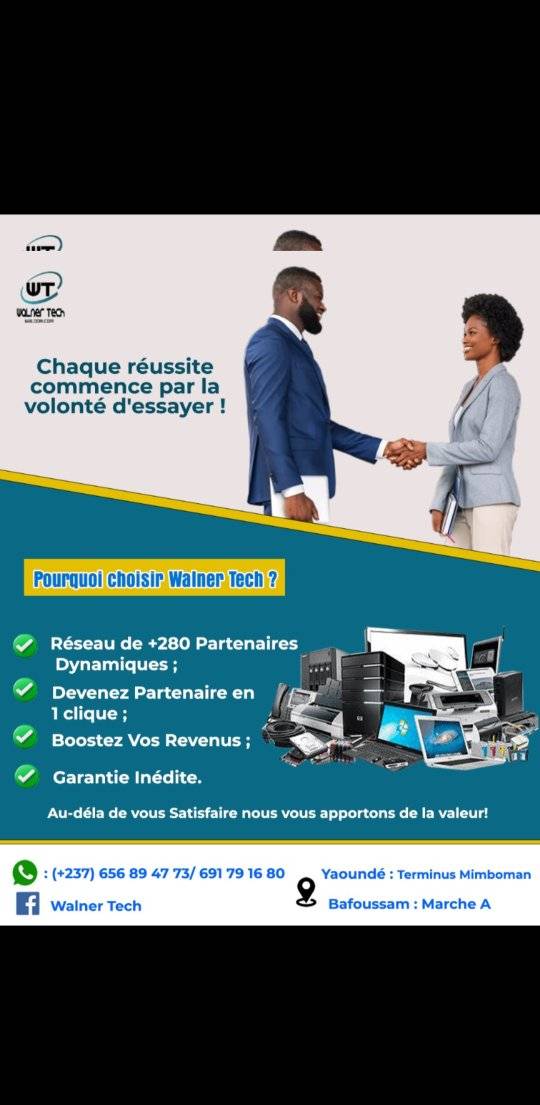 WT
WT
Walner Tech
Chaque réussite
commence par la
volonté d'essayer !
Pourquoi choisir Walner Tech ?
Réseau de +280 Partenaires
Dynamiques ;
Devenez Partenaire en
1 clique ;
Boostez Vos Revenus ;
Garantie Inédite.
Au-déla de vous Satisfaire nous vous apportons de la valeur!
: (+237) 656 89 47 73/ 691 79 16 80
Yaoundé : Terminus Mimboman
Walner Tech
Bafoussam : Marche A